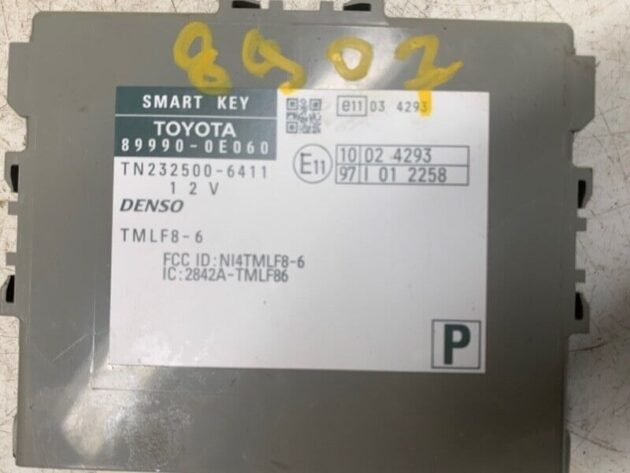 8907
SMART KEY
TOYOTA
89990-0E060
TN232500-6411
12V
DENSO
TMLF8-6
FCC ID:NI4TMLF8-6
IC:2842A-TMLF86
e11 03 4293
E11
10 02 4293
97 I 01 2258
P